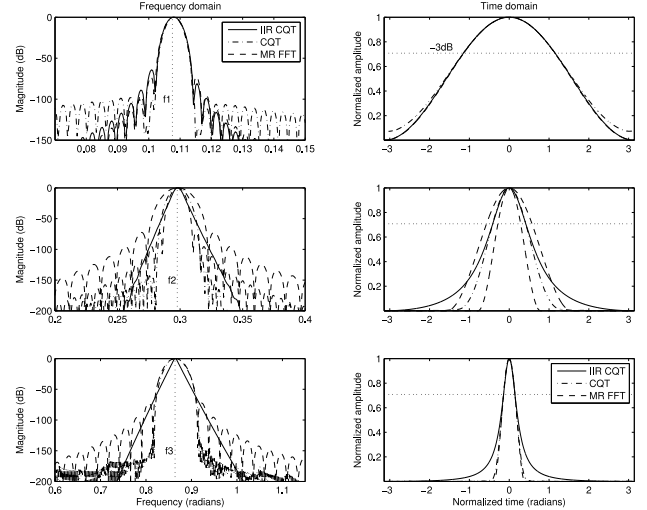 Frequency domain
Time domain
Magnitude (dB)
0
−50
−100
−150
0.08 0.09 0.1 0.11 0.12 0.13 0.14 0.15
f1
IIR CQT
CQT
MR FFT
Normalized amplitude
1
0.8
0.6
0.4
0.2
−3dB
−3 −2 −1 0 1 2 3
Magnitude (dB)
0
−50
−100
−150
−200
0.2 0.25 0.3 0.35 0.4
f2
Normalized amplitude
1
0.8
0.6
0.4
0.2
−3 −2 −1 0 1 2 3
Magnitude (dB)
0
−50
−100
−150
−200
0.6 0.7 0.8 0.9 1 1.1
f3
Frequency (radians)
Normalized amplitude
1
0.8
0.6
0.4
0.2
IIR CQT
CQT
MR FFT
−3 −2 −1 0 1 2 3
Normalized time (radians)